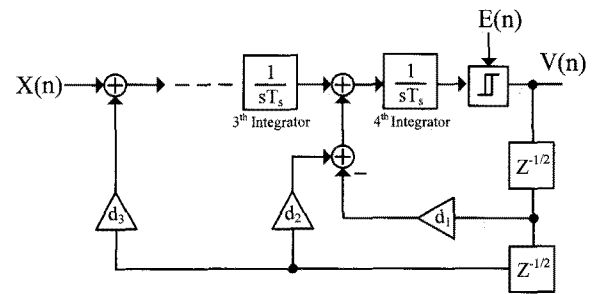 E(n)
X(n)
V(n)
1
sTₛ
3th Integrator
1
sTₛ
4th Integrator
Z-1/2
d3
d2
d1
Z-1/2